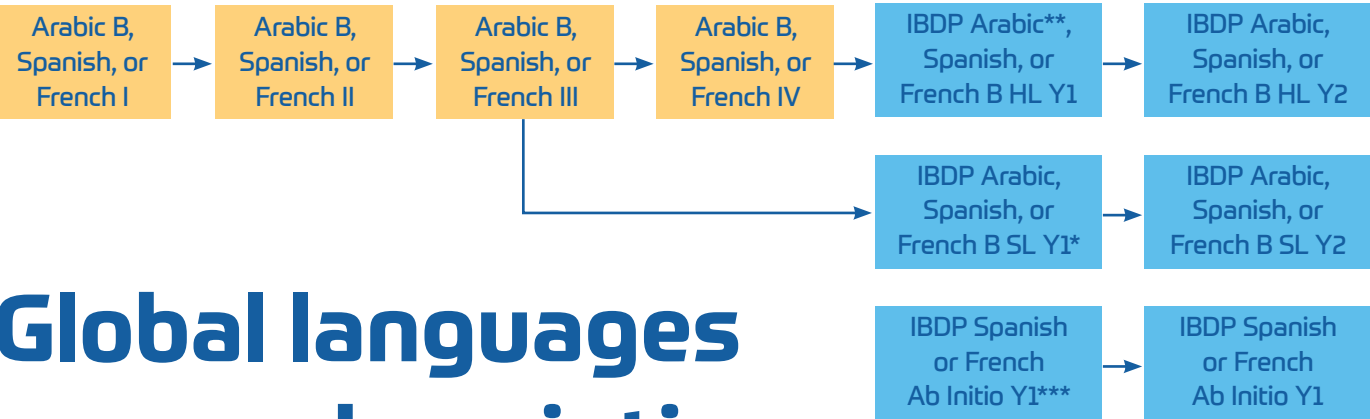 Arabic B,
Spanish, or
French I
Arabic B,
Spanish, or
French II
Arabic B,
Spanish, or
French III
Arabic B,
Spanish, or
French IV
IBDP Arabic**,
Spanish, or
French B HL Y1
IBDP Arabic,
Spanish, or
French B HL Y2
IBDP Arabic,
Spanish, or
French B SL Y1*
IBDP Arabic,
Spanish, or
French B SL Y2
Global languages
IBDP Spanish
or French
Ab Initio Y1***
IBDP Spanish
or French
Ab Initio Y1